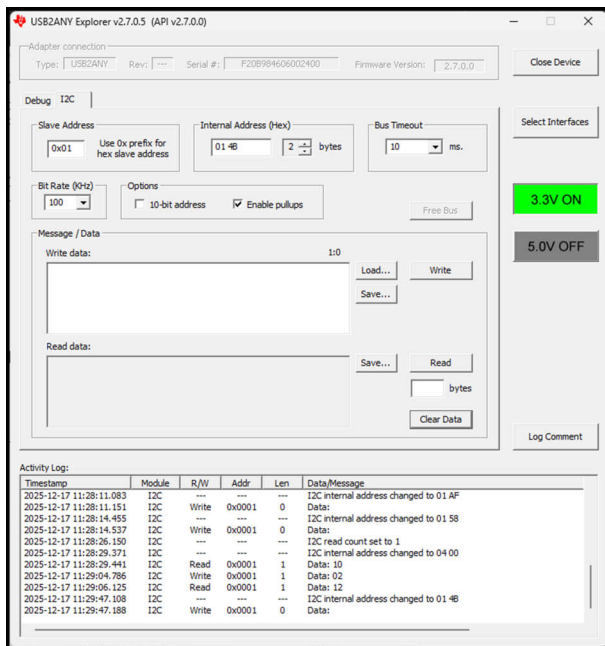 USB2ANY Explorer v2.7.0.5 (API v2.7.0.0)
Adapter connection
Type: USB2ANY Rev: --- Serial #: F20B984606002400 Firmware Version: 2.7.0.0
Close Device
Debug I2C
Select Interfaces
Slave Address
0x01 Use 0x prefix for
hex slave address
Internal Address (Hex)
01 4B 2 bytes
Bus Timeout
10 ms.
Bit Rate (KHz)
100
Options
10-bit address Enable pullups
Free Bus
3.3V ON
5.0V OFF
Message / Data
Write data: 1:0
Load... Write
Save...
Read data:
Save... Read
bytes
Clear Data
Log Comment
Activity Log:
Timestamp Module R/W Addr Len Data/Message
2025-12-17 11:28:11.083 I2C --- --- --- I2C internal address changed to 01 AF
2025-12-17 11:28:11.151 I2C Write 0x0001 0 Data:
2025-12-17 11:28:14.455 I2C --- --- --- I2C internal address changed to 01 58
2025-12-17 11:28:14.537 I2C Write 0x0001 0 Data:
2025-12-17 11:28:26.150 I2C --- --- --- I2C read count set to 1
2025-12-17 11:28:29.371 I2C --- --- --- I2C internal address changed to 04 00
2025-12-17 11:28:29.441 I2C Read 0x0001 1 Data: 10
2025-12-17 11:29:04.786 I2C Write 0x0001 1 Data: 02
2025-12-17 11:29:06.125 I2C Read 0x0001 1 Data: 12
2025-12-17 11:29:47.108 I2C --- --- --- I2C internal address changed to 01 4B
2025-12-17 11:29:47.188 I2C Write 0x0001 0 Data: